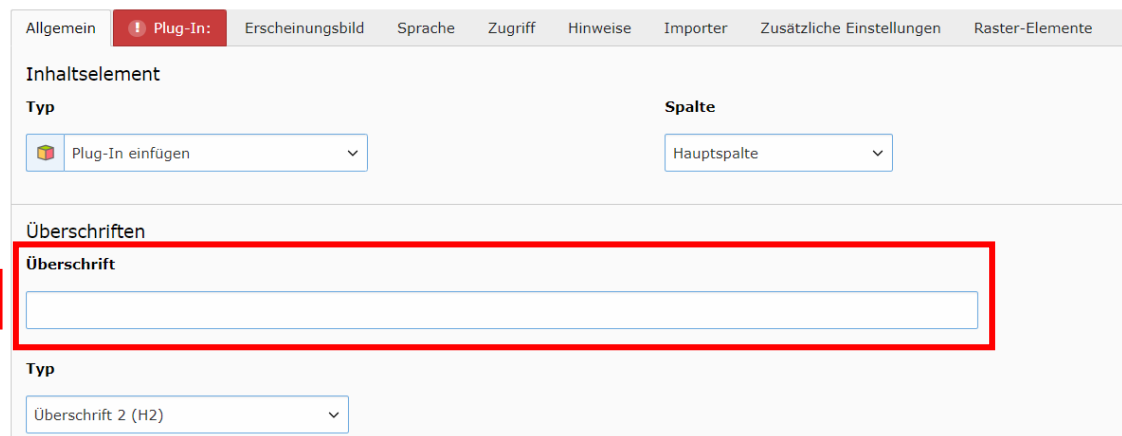 Allgemein Plug-In: Erscheinungsbild Sprache Zugriff Hinweise Importer Zusätzliche Einstellungen Raster-Elemente
Inhaltselement
Typ Spalte
Plug-In einfügen Hauptspalte
Überschriften
Überschrift
Typ
Überschrift 2 (H2)